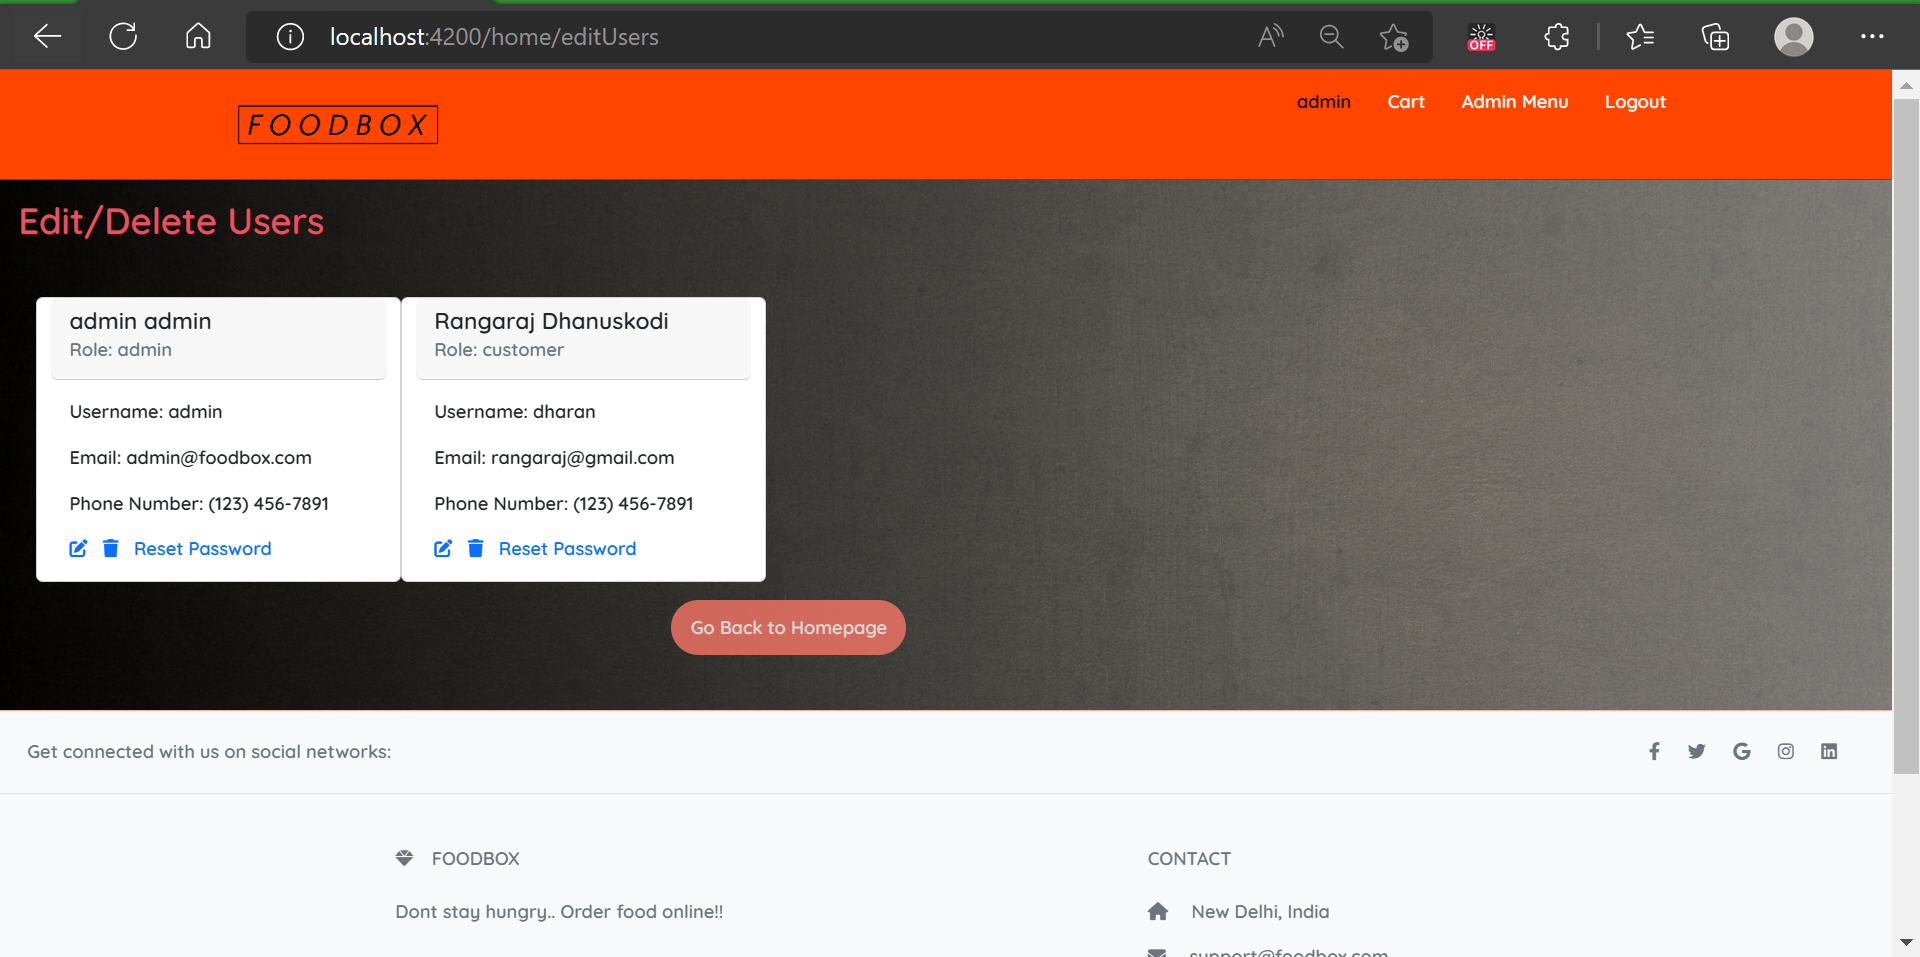 localhost:4200/home/editUsers
OFF
FOODBOX
admin Cart Admin Menu Logout
Edit/Delete Users
admin admin
Role: admin
Username: admin
Email: admin@foodbox.com
Phone Number: (123) 456-7891
Reset Password
Rangaraj Dhanuskodi
Role: customer
Username: dharan
Email: rangaraj@gmail.com
Phone Number: (123) 456-7891
Reset Password
Go Back to Homepage
Get connected with us on social networks:
FOODBOX
Dont stay hungry.. Order food online!!
CONTACT
New Delhi, India
support@foodbox.com